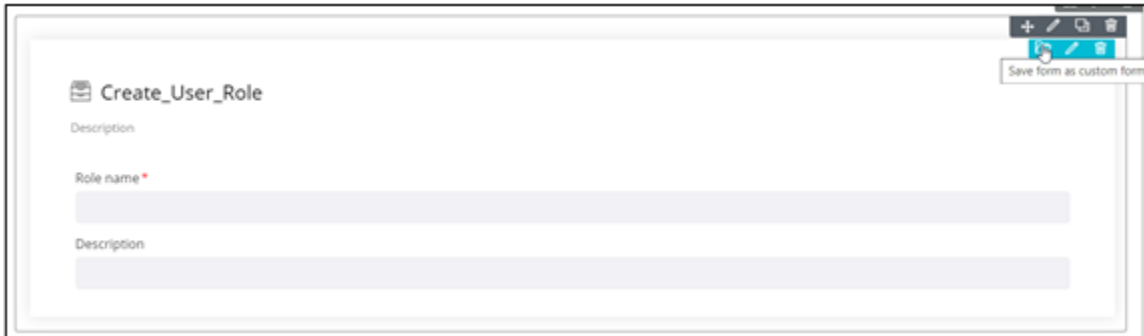 Save form as custom form
Create_User_Role
Description
Role name*
Description